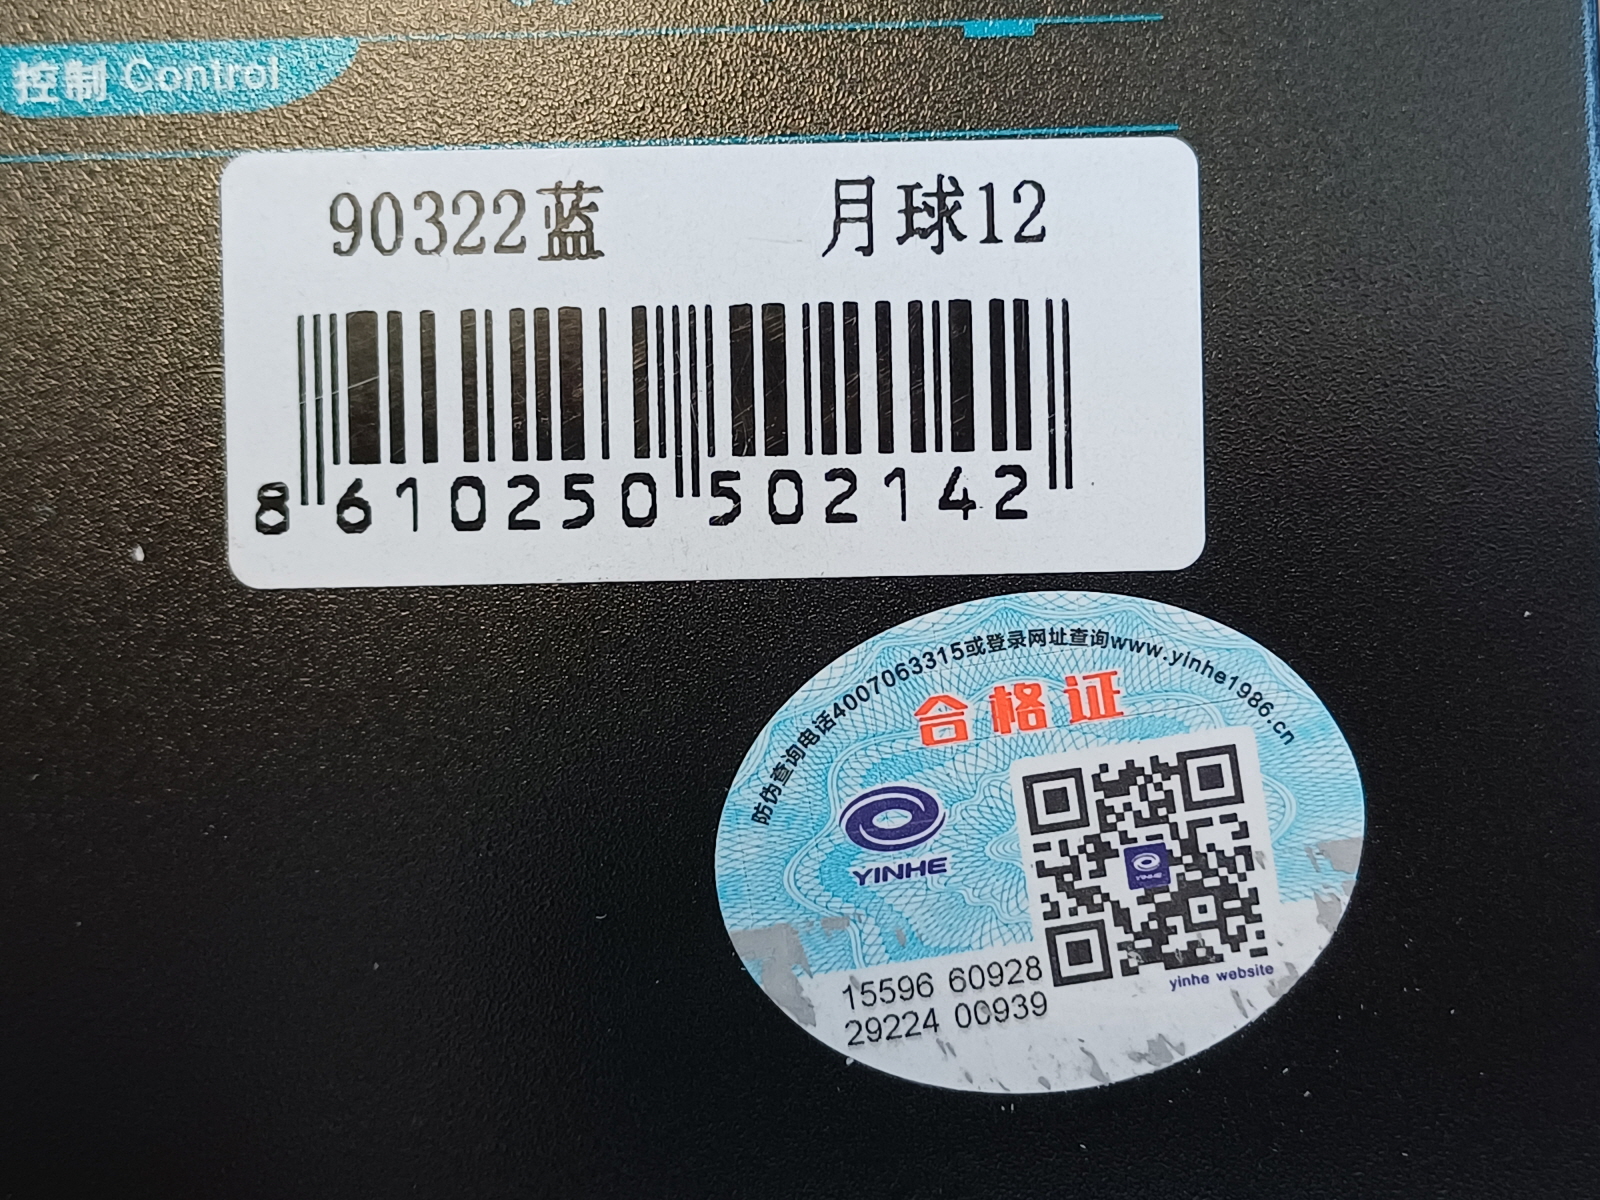 控制 Control
90322蓝 月球12
8 610250 502142
防伪查询电话4007063315或登录网址查询www.yinhe1986.cn
合格证
YINHE
YINHE
15596 60928
29224 00939
yinhe website